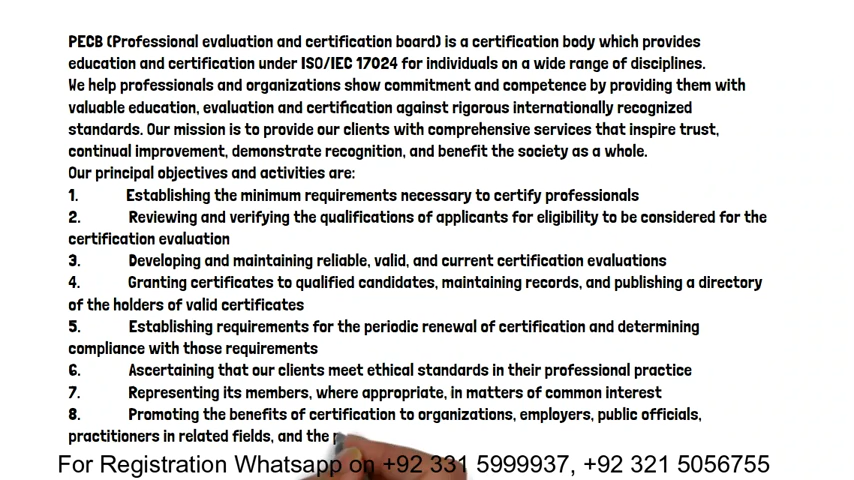 PECB (Professional evaluation and certification board) is a certification body which provides
education and certification under ISO/IEC 17024 for individuals on a wide range of disciplines.
We help professionals and organizations show commitment and competence by providing them with
valuable education, evaluation and certification against rigorous internationally recognized
standards. Our mission is to provide our clients with comprehensive services that inspire trust,
continual improvement, demonstrate recognition, and benefit the society as a whole.
Our principal objectives and activities are:
1. Establishing the minimum requirements necessary to certify professionals
2. Reviewing and verifying the qualifications of applicants for eligibility to be considered for the
certification evaluation
3. Developing and maintaining reliable, valid, and current certification evaluations
4. Granting certificates to qualified candidates, maintaining records, and publishing a directory
of the holders of valid certificates
5. Establishing requirements for the periodic renewal of certification and determining
compliance with those requirements
6. Ascertaining that our clients meet ethical standards in their professional practice
7. Representing its members, where appropriate, in matters of common interest
8. Promoting the benefits of certification to organizations, employers, public officials,
practitioners in related fields, and the
For Registration Whatsapp on +92 331 5999937, +92 321 5056755